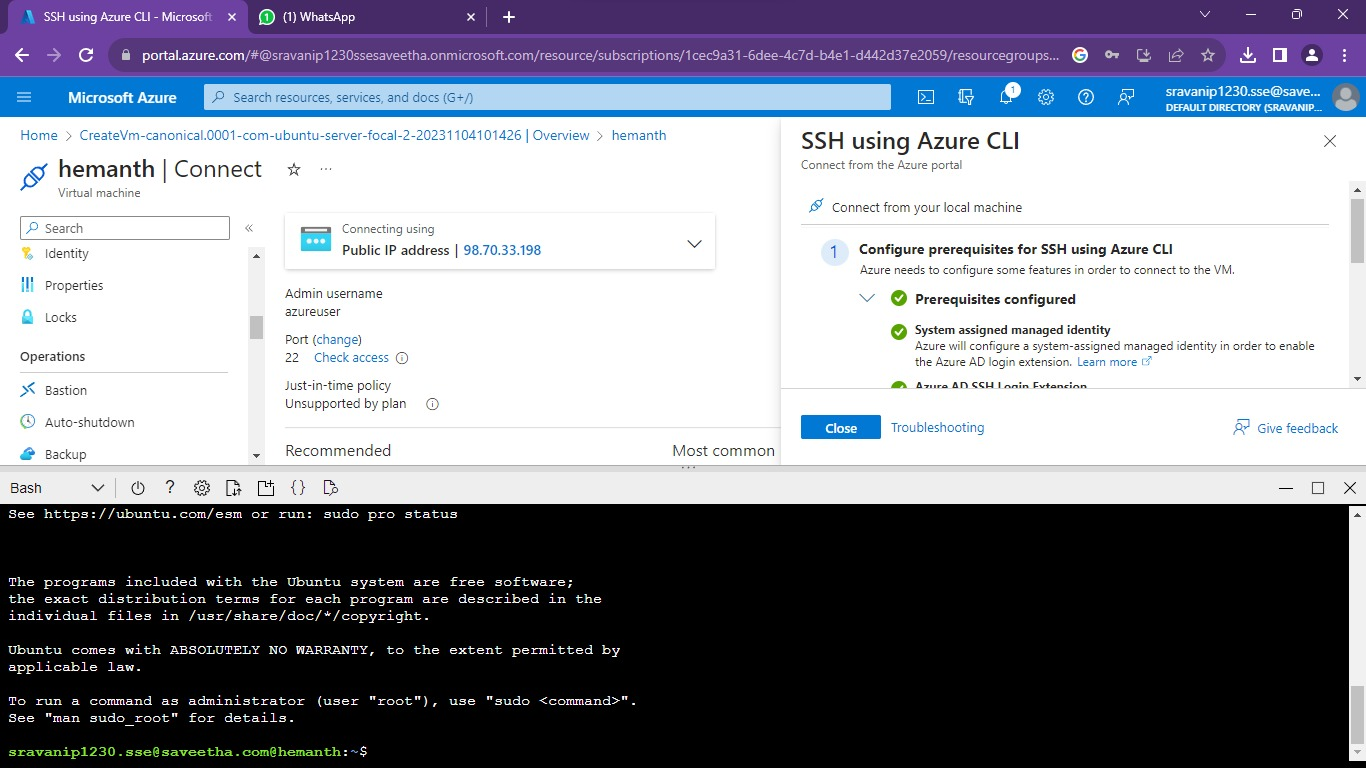 SSH using Azure CLI - Microsoft
(1) WhatsApp
portal.azure.com/#@sravanip1230ssesaveetha.onmicrosoft.com/resource/subscriptions/1cec9a31-6dee-4c7d-b4e1-d442d37e2059/resourcegroups...
Microsoft Azure
Search resources, services, and docs (G+/)
1
sravanip1230.sse@save...
DEFAULT DIRECTORY (SRAVANIP...
Home > CreateVm-canonical.0001-com-ubuntu-server-focal-2-20231104101426 | Overview > hemanth
hemanth | Connect
Virtual machine
Search
Identity
Properties
Locks
Operations
Bastion
Auto-shutdown
Backup
Connecting using
Public IP address | 98.70.33.198
Admin username
azureuser
Port (change)
22 Check access
Just-in-time policy
Unsupported by plan
Recommended
Most common
SSH using Azure CLI
Connect from the Azure portal
Connect from your local machine
1 Configure prerequisites for SSH using Azure CLI
Azure needs to configure some features in order to connect to the VM.
Prerequisites configured
System assigned managed identity
Azure will configure a system-assigned managed identity in order to enable
the Azure AD login extension. Learn more
Azure AD SSH Login Extension
Close
Troubleshooting
Give feedback
Bash
See https://ubuntu.com/esm or run: sudo pro status
The programs included with the Ubuntu system are free software;
the exact distribution terms for each program are described in the
individual files in /usr/share/doc/*/copyright.
Ubuntu comes with ABSOLUTELY NO WARRANTY, to the extent permitted by
applicable law.
To run a command as administrator (user "root"), use "sudo <command>".
See "man sudo_root" for details.
sravanip1230.sse@saveetha.com@hemanth:~$